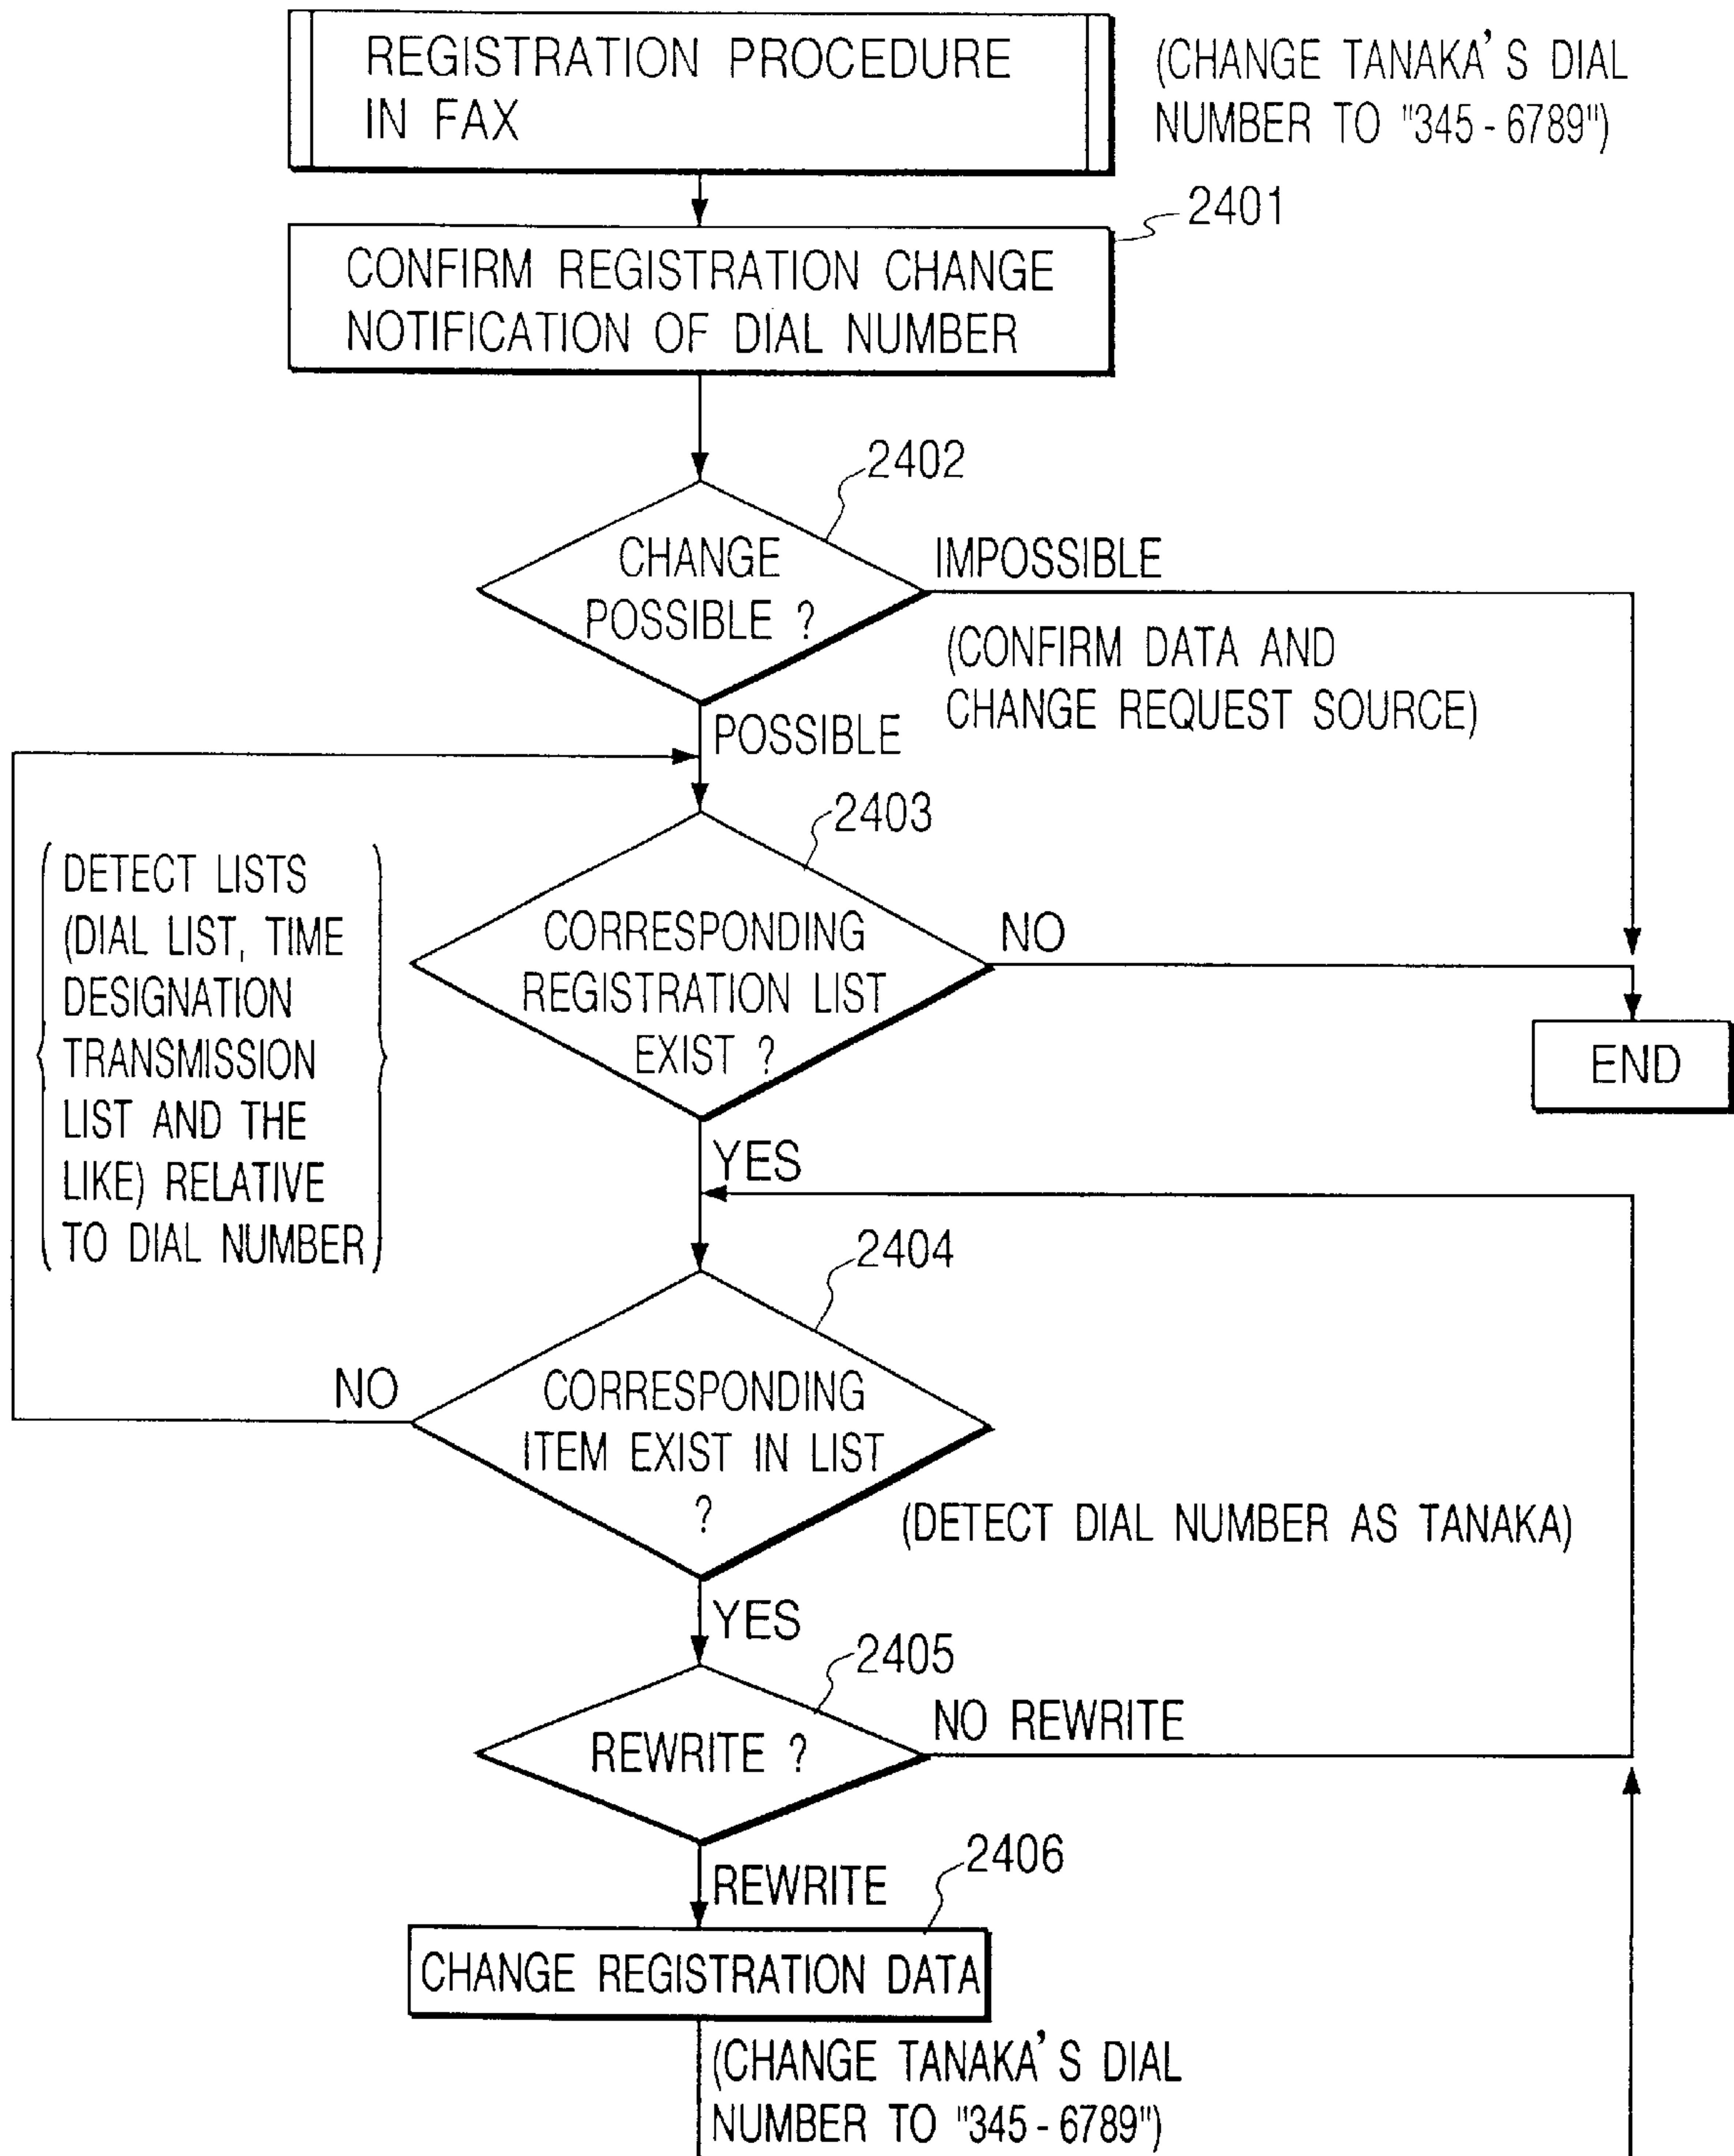 REGISTRATION PROCEDURE
IN FAX
(CHANGE TANAKA'S DIAL
NUMBER TO "345-6789")
2401
CONFIRM REGISTRATION CHANGE
NOTIFICATION OF DIAL NUMBER
2402
CHANGE
POSSIBLE ?
IMPOSSIBLE
(CONFIRM DATA AND
CHANGE REQUEST SOURCE)
POSSIBLE
2403
DETECT LISTS
(DIAL LIST, TIME
DESIGNATION
TRANSMISSION
LIST AND THE
LIKE) RELATIVE
TO DIAL NUMBER
CORRESPONDING
REGISTRATION LIST
EXIST ?
NO
END
YES
2404
NO
CORRESPONDING
ITEM EXIST IN LIST
?
(DETECT DIAL NUMBER AS TANAKA)
YES
2405
REWRITE ?
NO REWRITE
REWRITE
2406
CHANGE REGISTRATION DATA
(CHANGE TANAKA'S DIAL
NUMBER TO "345-6789")